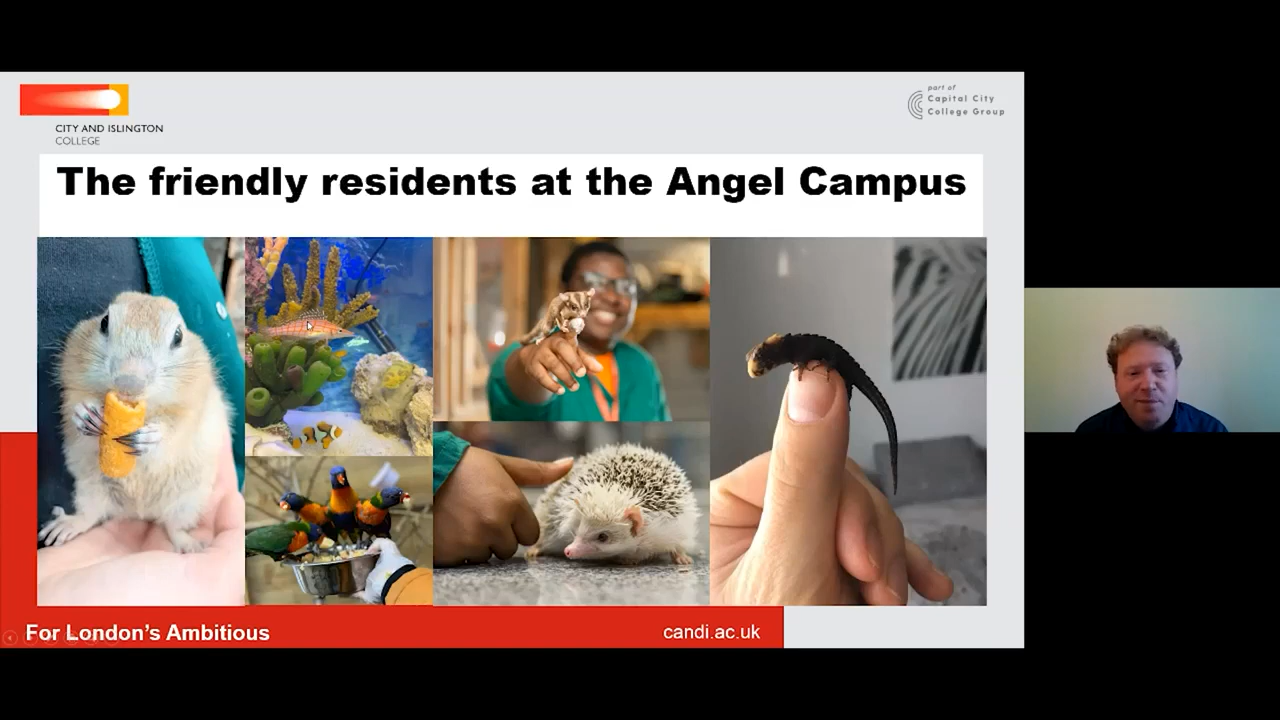 CITY AND ISLINGTON
COLLEGE
part of
Capital City
College Group
The friendly residents at the Angel Campus
For London's Ambitious
candi.ac.uk